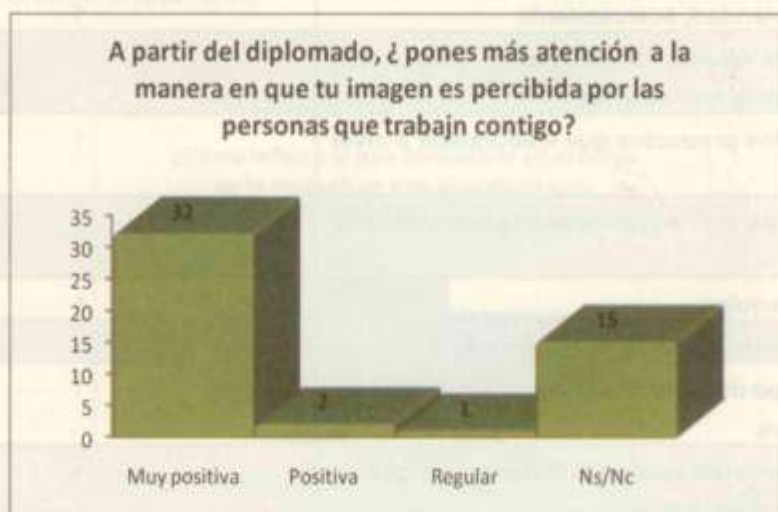 A partir del diplomado, ¿ pones más atención a la
manera en que tu imagen es percibida por las
personas que trabajn contigo?
35
30
25
20
15
10
5
0
32
2
1
15
Muy positiva
Positiva
Regular
Ns/Nc